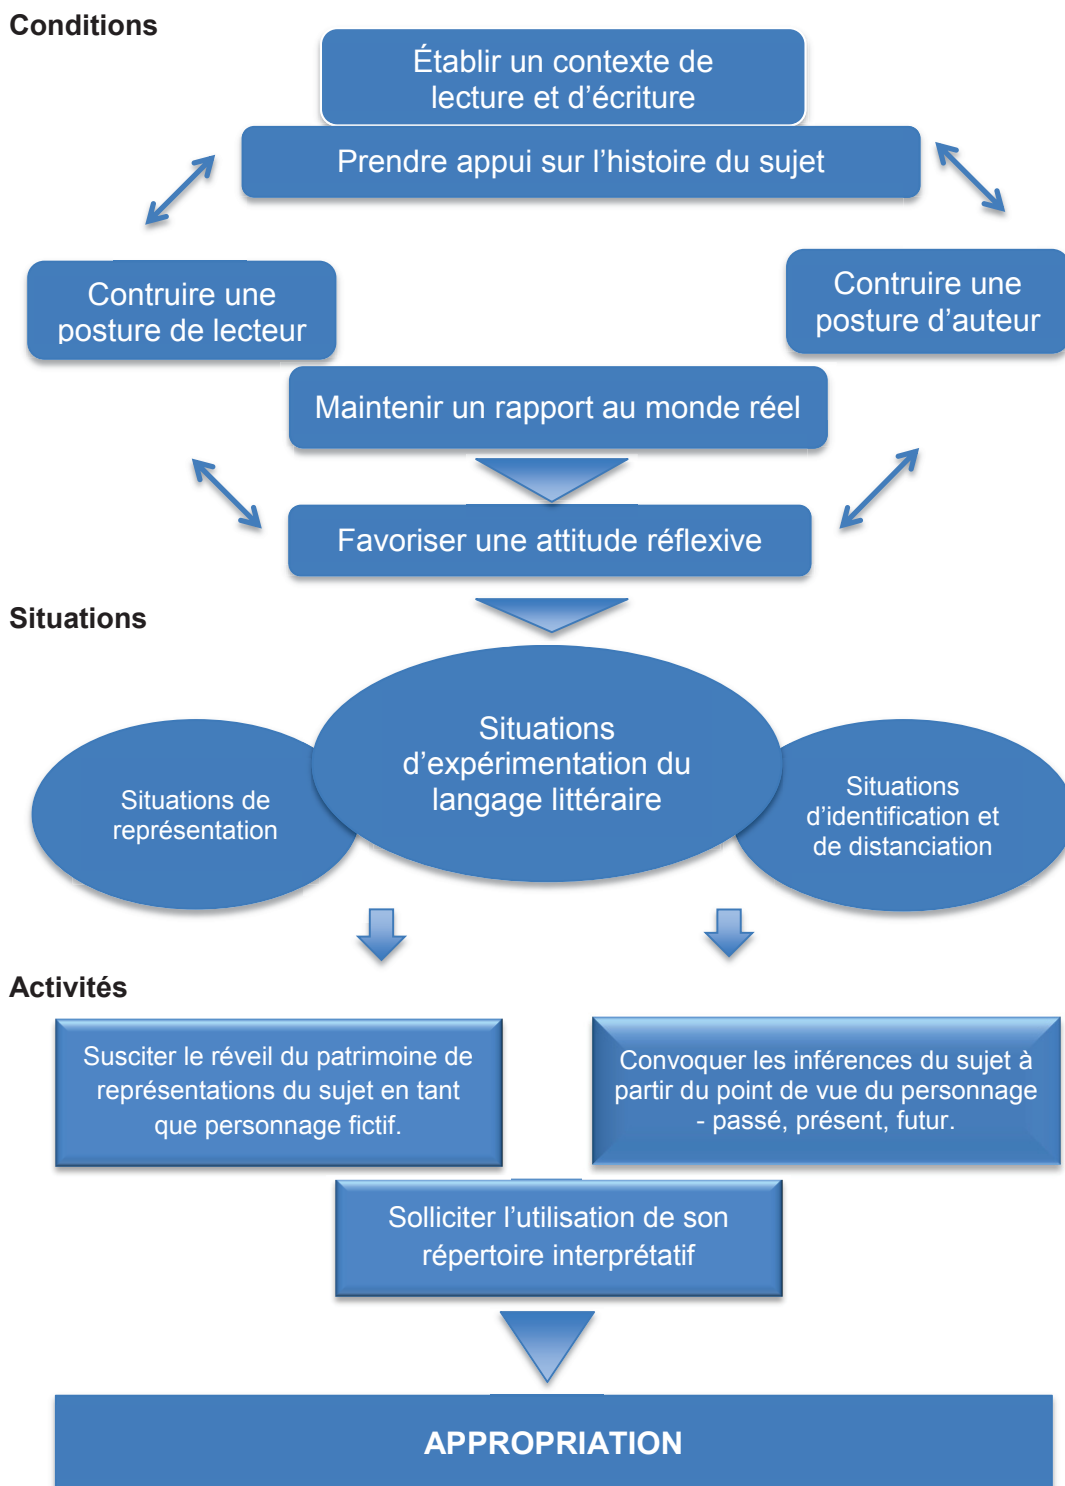 Conditions
Établir un contexte de
lecture et d’écriture
Prendre appui sur l’histoire du sujet
Contruire une
posture de lecteur
Contruire une
posture d’auteur
Maintenir un rapport au monde réel
Favoriser une attitude réflexive
Situations
Situations
d’expérimentation du
langage littéraire
Situations de
représentation
Situations
d’identification et
de distanciation
Activités
Susciter le réveil du patrimoine de
représentations du sujet en tant
que personnage fictif.
Convoquer les inférences du sujet à
partir du point de vue du personnage
- passé, présent, futur.
Solliciter l’utilisation de son
répertoire interprétatif
APPROPRIATION